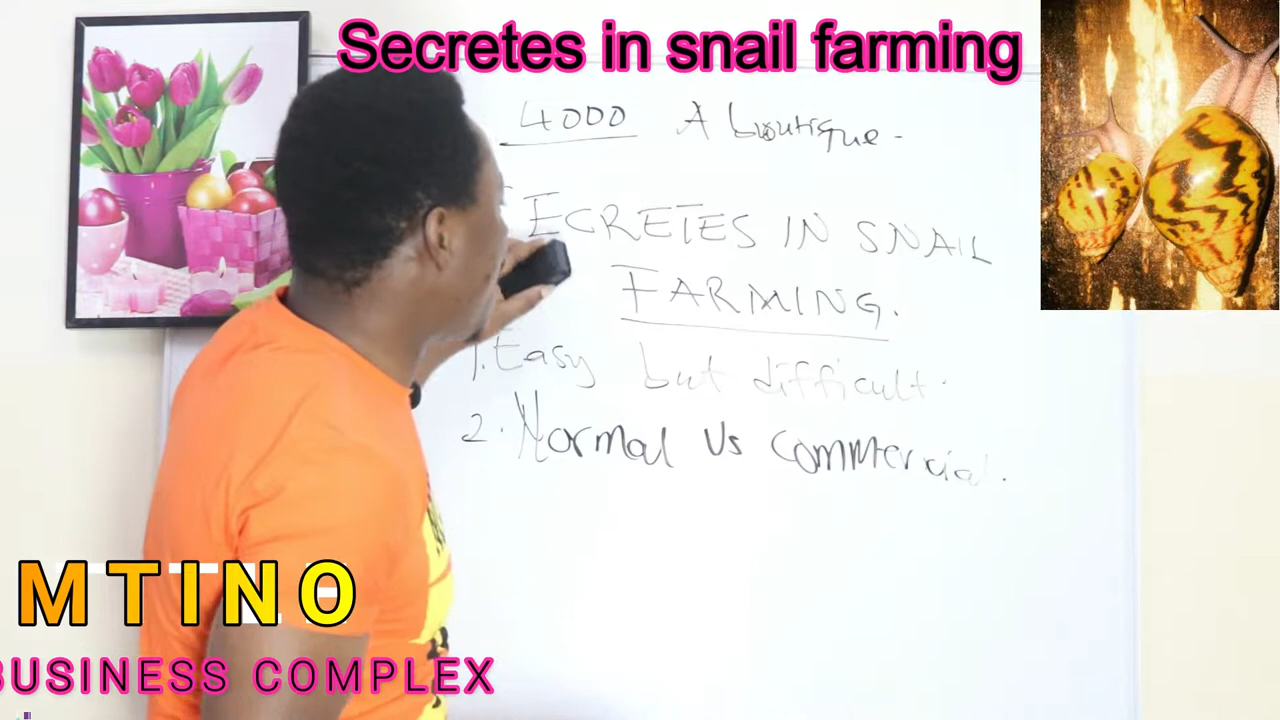 Secretes in snail farming
4000 A boutique.
SECRETES IN SNAIL
FARMING.
1. Easy but difficult.
2. Normal Vs commercial.
MTINO
BUSINESS COMPLEX